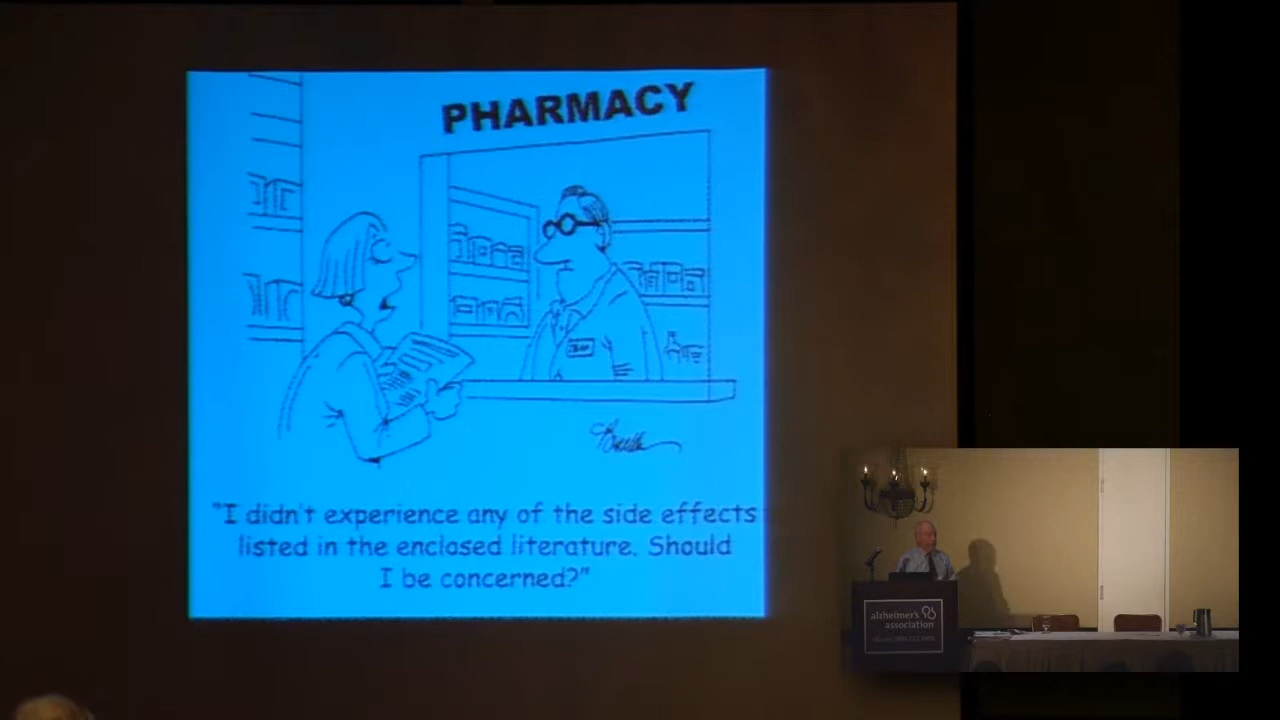 PHARMACY
"I didn't experience any of the side effects
listed in the enclosed literature. Should
I be concerned?"
alzheimer's
association